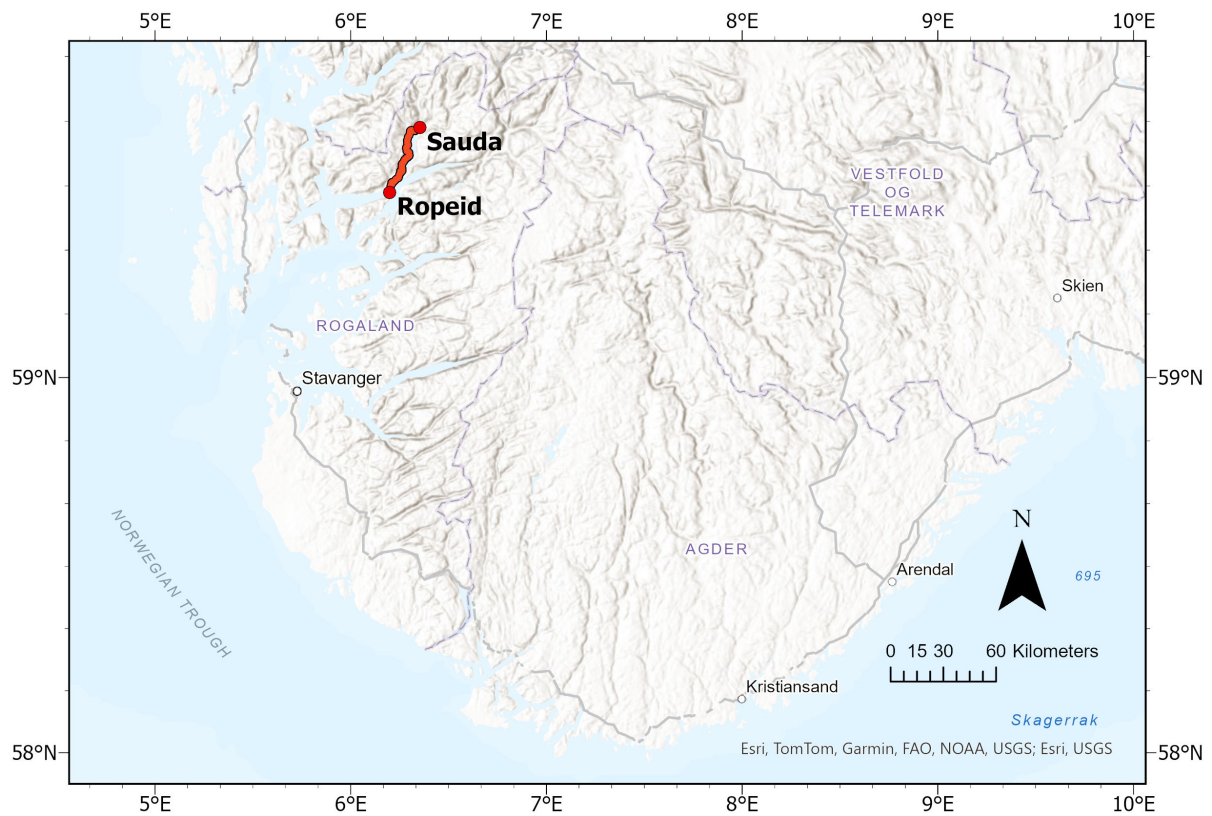 5°E 6°E 7°E 8°E 9°E 10°E
Sauda
Ropeid
VESTFOLD
OG
TELEMARK
Skien
ROGALAND
59°N
Stavanger
59°N
NORWEGIAN TROUGH
N
AGDER
Arendal
695
0 15 30 60 Kilometers
Kristiansand
Skagerrak
58°N
Esri, TomTom, Garmin, FAO, NOAA, USGS; Esri, USGS
58°N
5°E 6°E 7°E 8°E 9°E 10°E